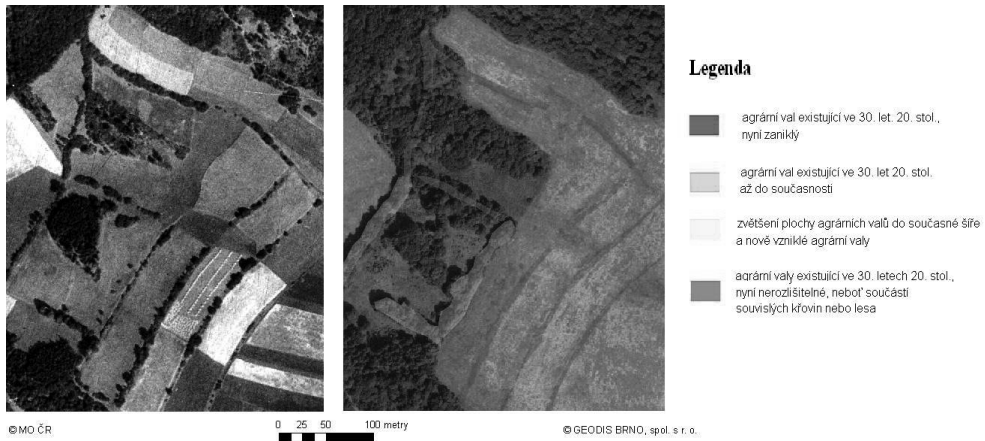 Legenda
agrární val existující ve 30. let. 20. stol.,
nyní zaniklý
agrární val existující ve 30. let 20. stol.
až do současnosti
zvětšení plochy agrárních valů do současné šíře
a nově vzniklé agrární valy
agrární valy existující ve 30. letech 20. stol.,
nyní nerozlišitelné, neboť součástí
souvislých křovin nebo lesa
©MO ČR
0 25 50 100 metry
©GEODIS BRNO, spol. s r. o.